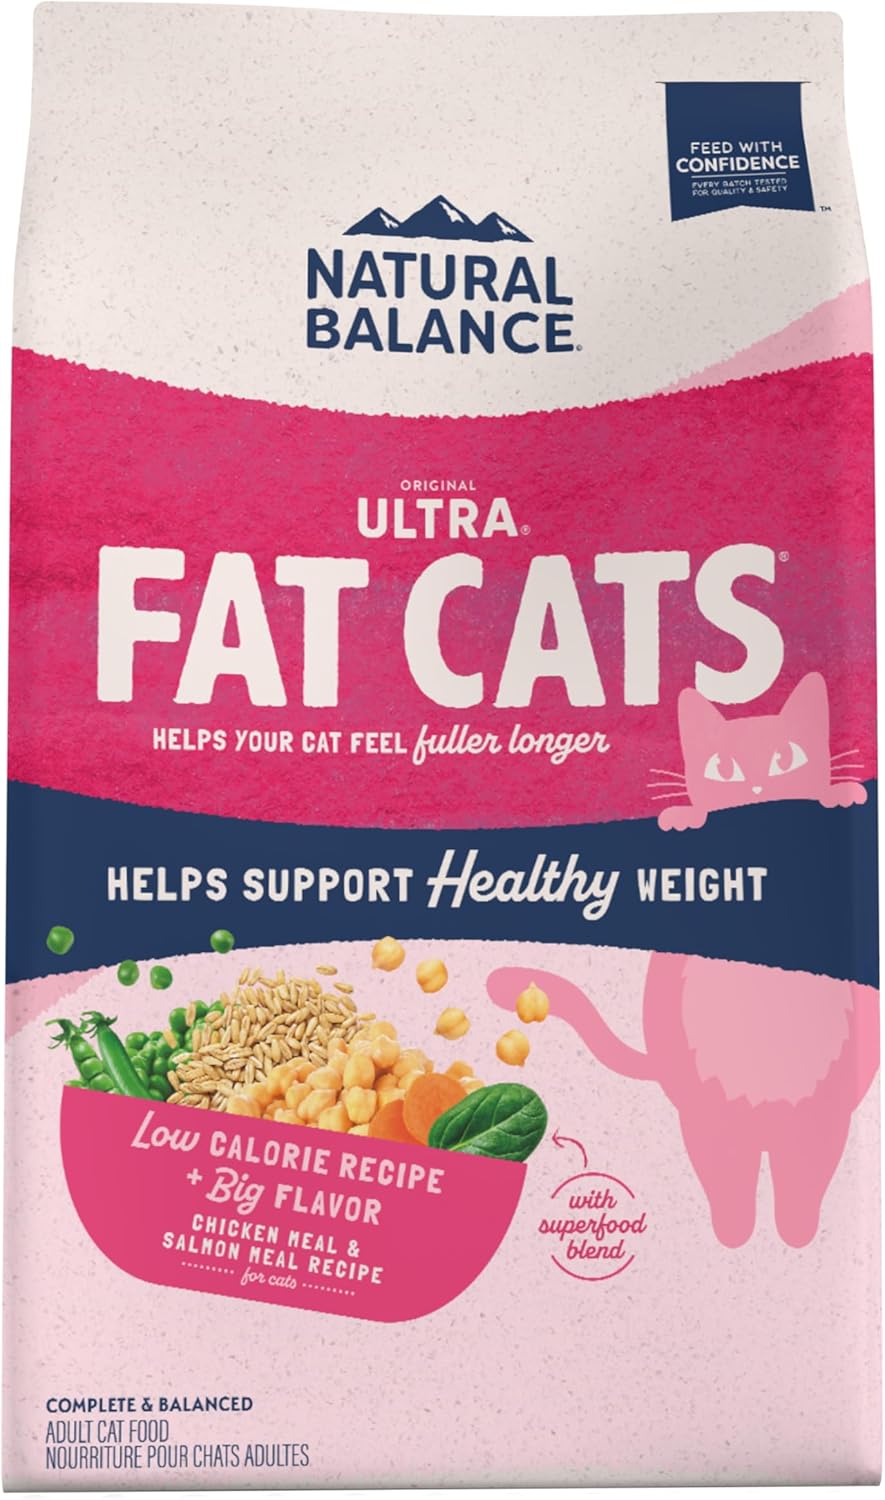 FEED WITH
CONFIDENCE
EVERY BATCH TESTED
FOR QUALITY & SAFETY
™
NATURAL
BALANCE®
ORIGINAL
ULTRA®
FAT CATS®
HELPS YOUR CAT FEEL fuller longer
HELPS SUPPORT Healthy WEIGHT
Low CALORIE RECIPE
+ Big FLAVOR
CHICKEN MEAL &
SALMON MEAL RECIPE
for cats
with
superfood
blend
COMPLETE & BALANCED
ADULT CAT FOOD
NOURRITURE POUR CHATS ADULTES